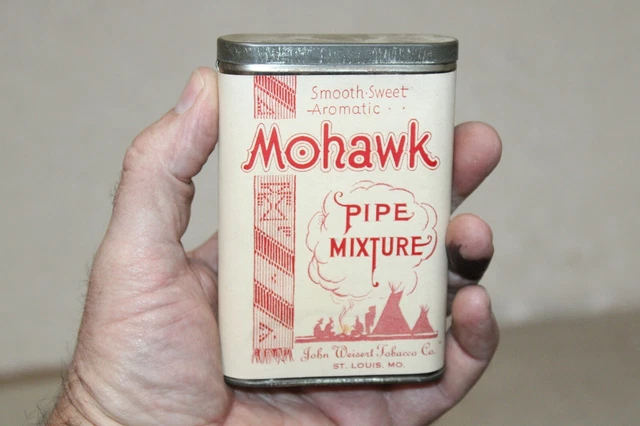 Smooth·Sweet
Aromatic · ·
Mohawk
PIPE
MIXTURE
John Weisert Tobacco Co.
ST. LOUIS. MO.